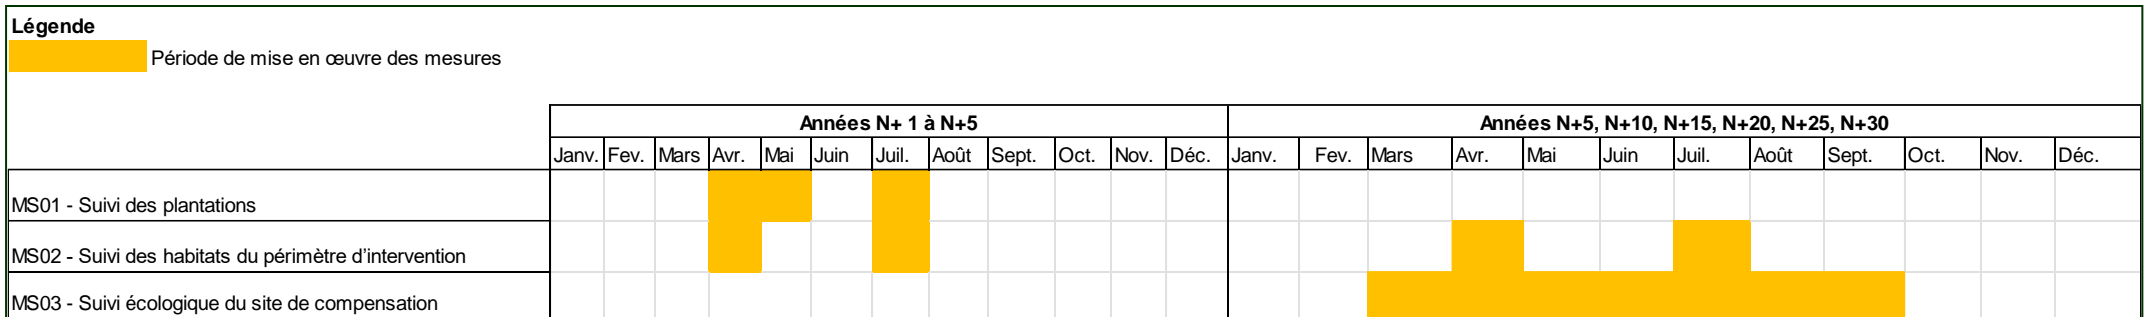 Légende
Période de mise en œuvre des mesures
Années N+ 1 à N+5 Années N+5, N+10, N+15, N+20, N+25, N+30
Janv. Fev. Mars Avr. Mai Juin Juil. Août Sept. Oct. Nov. Déc. Janv. Fev. Mars Avr. Mai Juin Juil. Août Sept. Oct. Nov. Déc.
MS01 - Suivi des plantations
MS02 - Suivi des habitats du périmètre d’intervention
MS03 - Suivi écologique du site de compensation